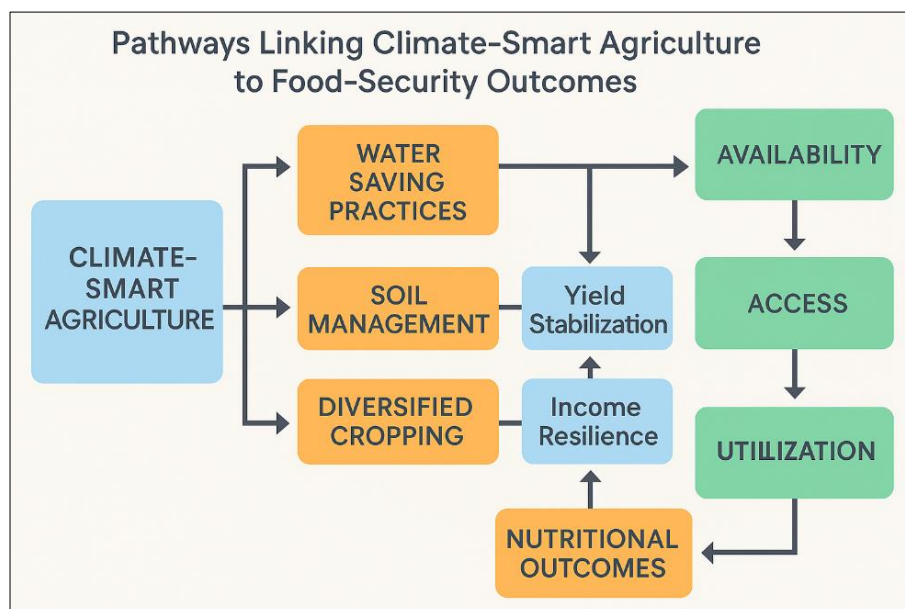 Pathways Linking Climate-Smart Agriculture
to Food-Security Outcomes
CLIMATE-
SMART
AGRICULTURE
WATER
SAVING
PRACTICES
SOIL
MANAGEMENT
DIVERSIFIED
CROPPING
Yield
Stabilization
Income
Resilience
NUTRITIONAL
OUTCOMES
AVAILABILITY
ACCESS
UTILLIZATION